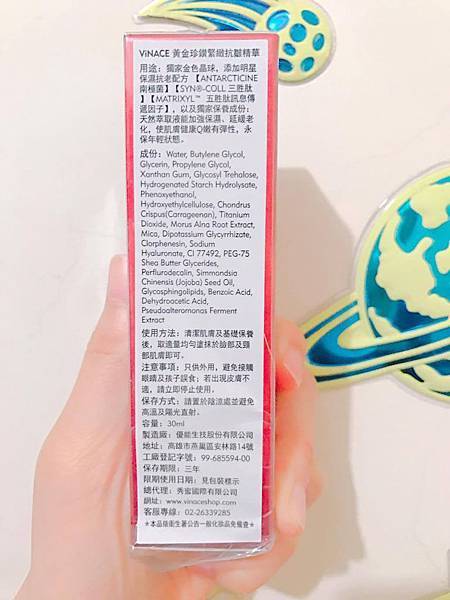 ViNACE 黃金珍鑽緊緻抗皺精華
用途：獨家金色晶球，添加明星
保濕抗老配方 【ANTARCTICINE
南極菌】【SYN®-COLL 三胜肽
】【MATRIXYL™ 五胜肽訊息傳
遞因子】，以及獨家保養成份：
天然萃取液能加強保濕、延緩老
化，使肌膚健康Q嫩有彈性，永
保年輕狀態。
成份：Water, Butylene Glycol,
Glycerin, Propylene Glycol,
Xanthan Gum, Glycosyl Trehalose,
Hydrogenated Starch Hydrolysate,
Phenoxyethanol,
Hydroxyethylcellulose, Chondrus
Crispus(Carrageenan), Titanium
Dioxide, Morus Alna Root Extract,
Mica, Dipotassium Glycyrrhizate,
Clorphenesin, Sodium
Hyaluronate, CI 77491, PEG-75
Shea Butter Glycerides,
Perflurodecalin, Simmondsia
Chinensis (Jojoba) Seed Oil,
Glycosphingolipids, Benzoic Acid,
Dehydroacetic Acid,
Pseudoalteromonas Ferment
Extract
使用方法：清潔肌膚及基礎保養
後，取適量均勻塗抹於臉部及頸
部肌膚即可。
注意事項：只供外用，避免接觸
眼睛及孩子誤食；若出現皮膚不
適，請立即停止使用。
保存方式：請置於陰涼處並避免
高溫及陽光直射。
容量：30ml
製造廠：優能生技股份有限公司
地址：高雄市燕巢區安林路14號
工廠登記字號：99-685594-00
保存期限：三年
限期使用日期：見包裝標示
總代理：秀蜜國際有限公司
網址：www.vinaceshop.com
客服專線：02-26339285
★本品依衛生署公告一般化妝品免備查★